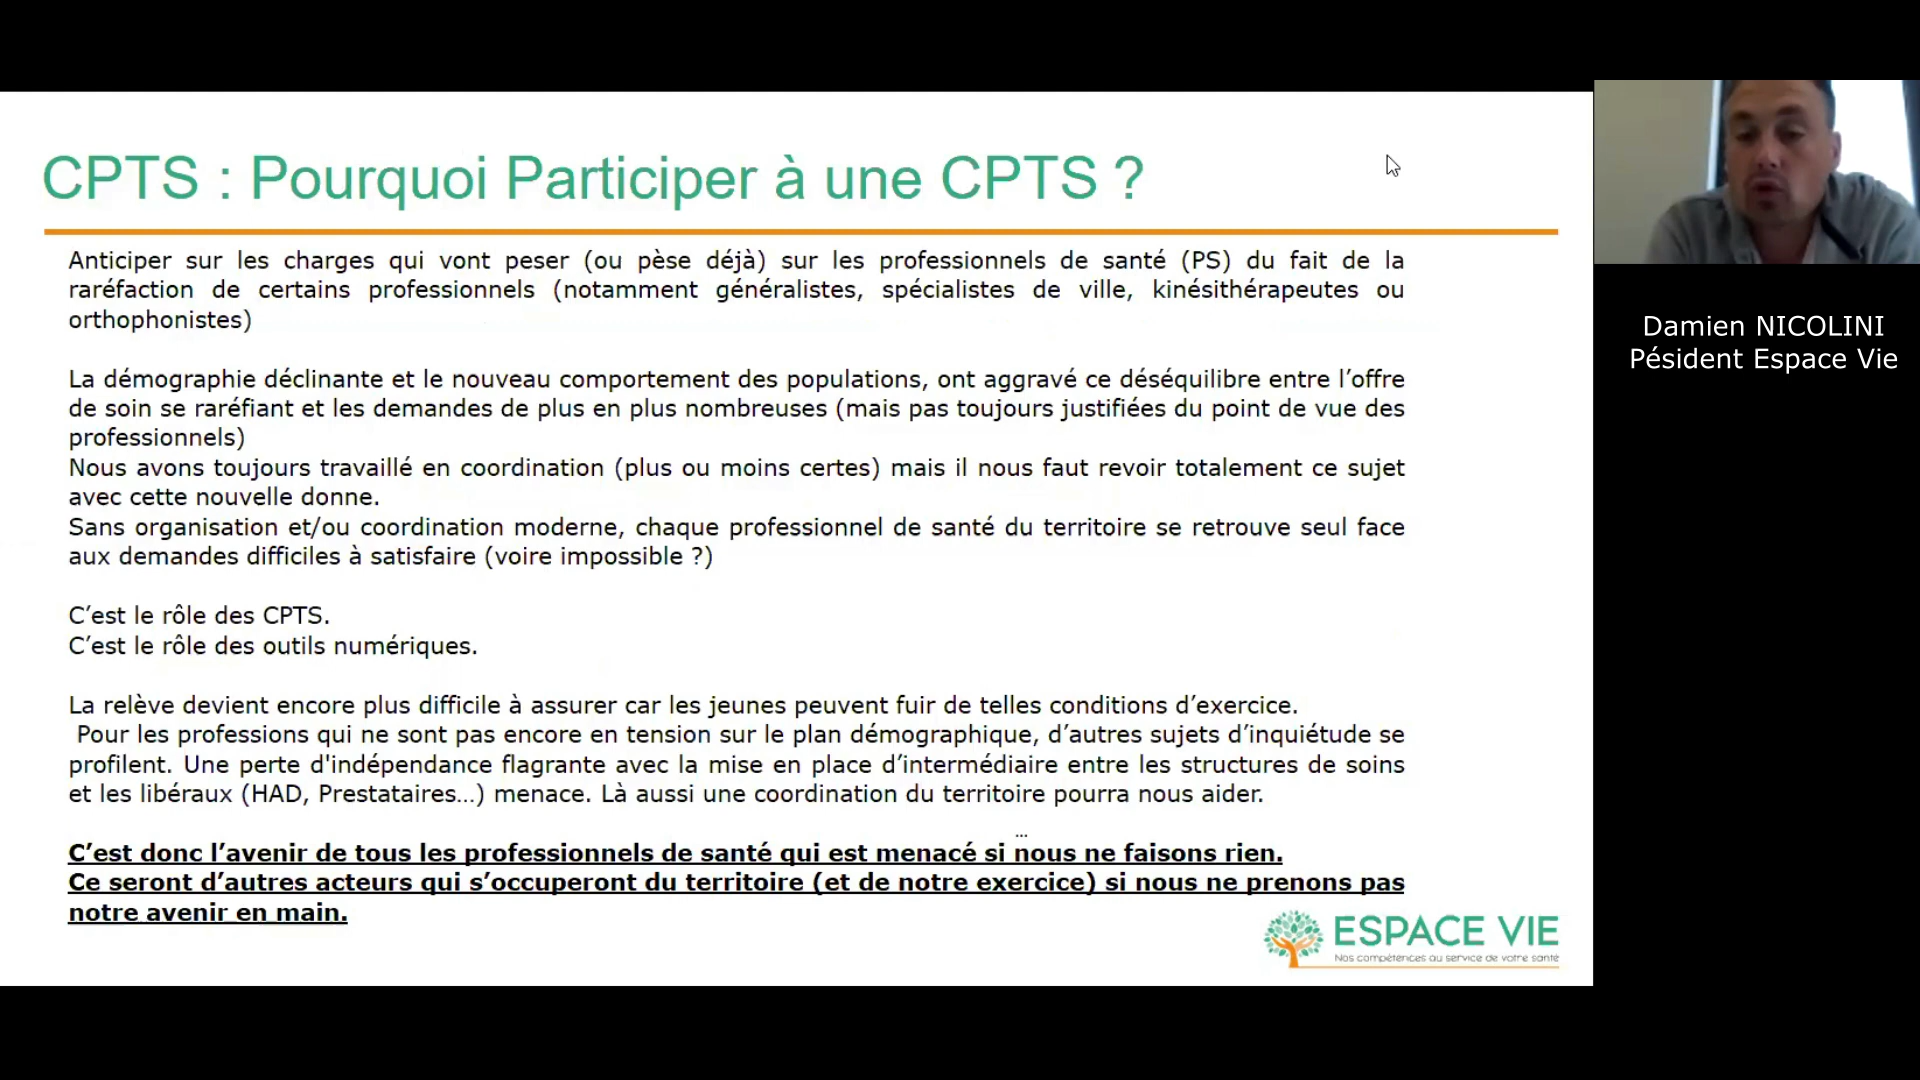 CPTS : Pourquoi Participer à une CPTS ?
Anticiper sur les charges qui vont peser (ou pèse déjà) sur les professionnels de santé (PS) du fait de la
raréfaction de certains professionnels (notamment généralistes, spécialistes de ville, kinésithérapeutes ou
orthophonistes)
La démographie déclinante et le nouveau comportement des populations, ont aggravé ce déséquilibre entre l’offre
de soin se raréfiant et les demandes de plus en plus nombreuses (mais pas toujours justifiées du point de vue des
professionnels)
Nous avons toujours travaillé en coordination (plus ou moins certes) mais il nous faut revoir totalement ce sujet
avec cette nouvelle donne.
Sans organisation et/ou coordination moderne, chaque professionnel de santé du territoire se retrouve seul face
aux demandes difficiles à satisfaire (voire impossible ?)
C’est le rôle des CPTS.
C’est le rôle des outils numériques.
La relève devient encore plus difficile à assurer car les jeunes peuvent fuir de telles conditions d’exercice.
Pour les professions qui ne sont pas encore en tension sur le plan démographique, d’autres sujets d’inquiétude se
profilent. Une perte d'indépendance flagrante avec la mise en place d’intermédiaire entre les structures de soins
et les libéraux (HAD, Prestataires…) menace. Là aussi une coordination du territoire pourra nous aider.
…
C’est donc l’avenir de tous les professionnels de santé qui est menacé si nous ne faisons rien.
Ce seront d’autres acteurs qui s’occuperont du territoire (et de notre exercice) si nous ne prenons pas
notre avenir en main.
ESPACE VIE
Nos compétences au service de votre santé
Damien NICOLINI
Pésident Espace Vie